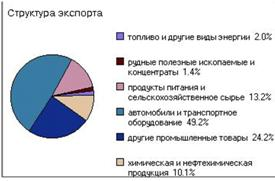 Структура экспорта
топливо и другие виды энергии 2.0%
рудные полезные ископаемые и
концентраты 1.4%
продукты питания и
сельскохозяйственное сырье 13.2%
автомобили и транспортное
оборудование 49.2%
другие промышленные товары 24.2%
химическая и нефтехимическая
продукция 10.1%